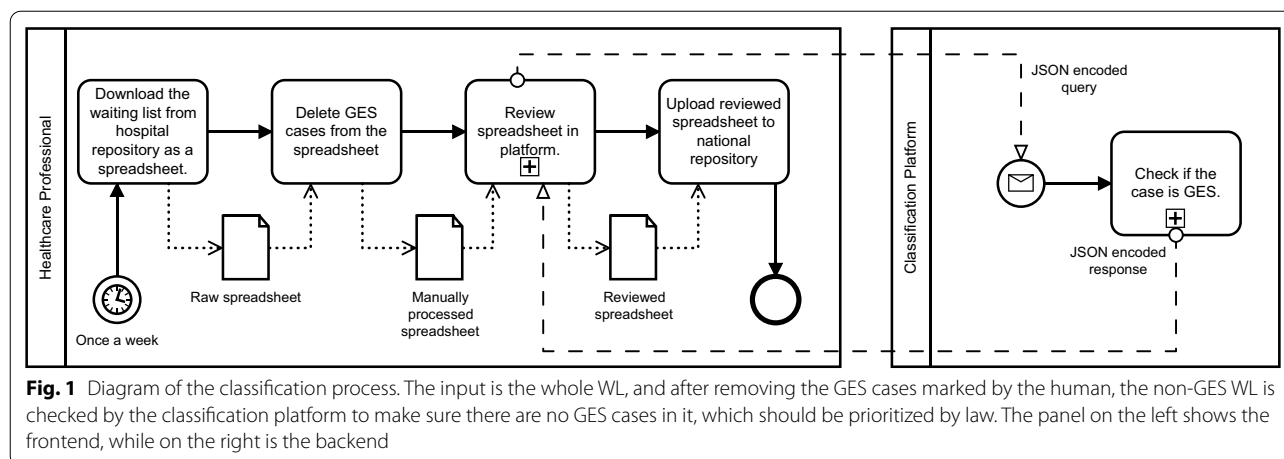 Healthcare Professional
Download the
waiting list from
hospital
repository as a
spreadsheet.
Delete GES
cases from the
spreadsheet
Review
spreadsheet in
platform.
Upload reviewed
spreadsheet to
national
repository
Raw spreadsheet
Manually
processed
spreadsheet
Reviewed
spreadsheet
Once a week
Classification Platform
JSON encoded
query
Check if the
case is GES.
JSON encoded
response
Fig. 1 Diagram of the classification process. The input is the whole WL, and after removing the GES cases marked by the human, the non-GES WL is
checked by the classification platform to make sure there are no GES cases in it, which should be prioritized by law. The panel on the left shows the
frontend, while on the right is the backend